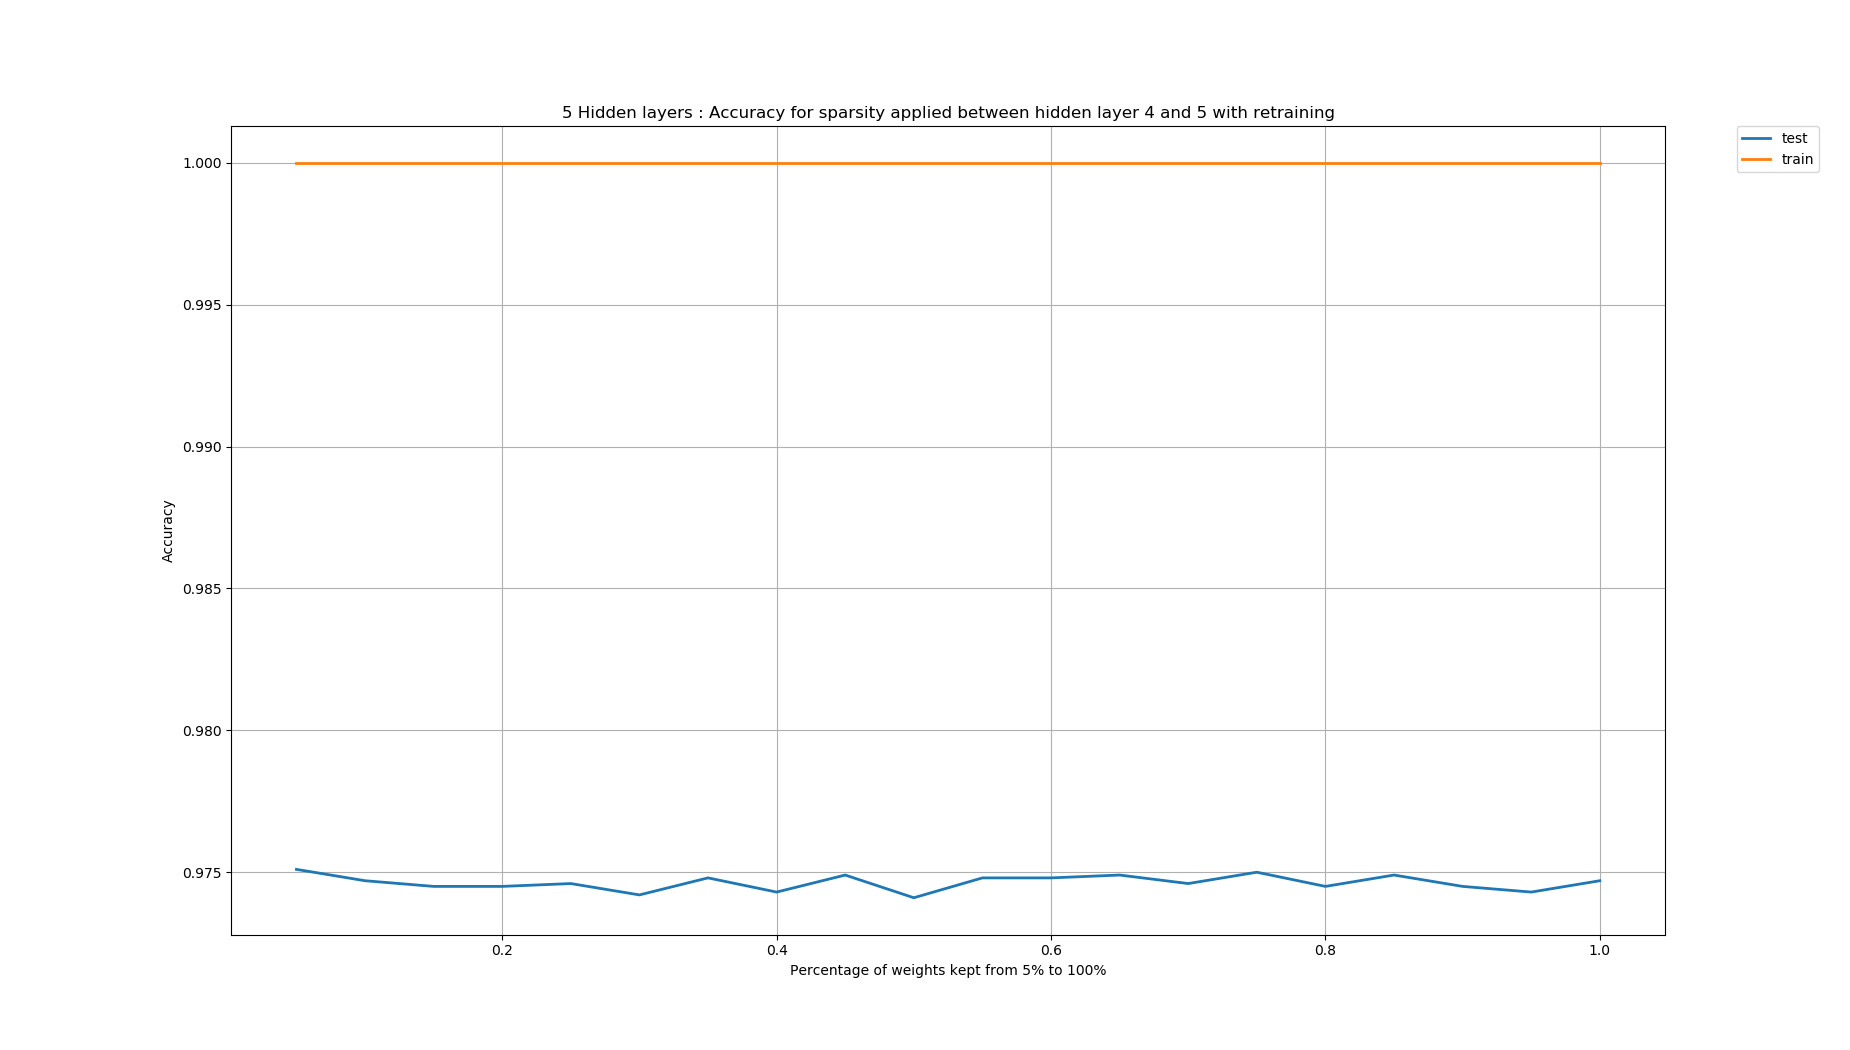 5 Hidden layers : Accuracy for sparsity applied between hidden layer 4 and 5 with retraining
test
train
1.000
0.995
0.990
0.985
0.980
0.975
Accuracy
0.2 0.4 0.6 0.8 1.0
Percentage of weights kept from 5% to 100%